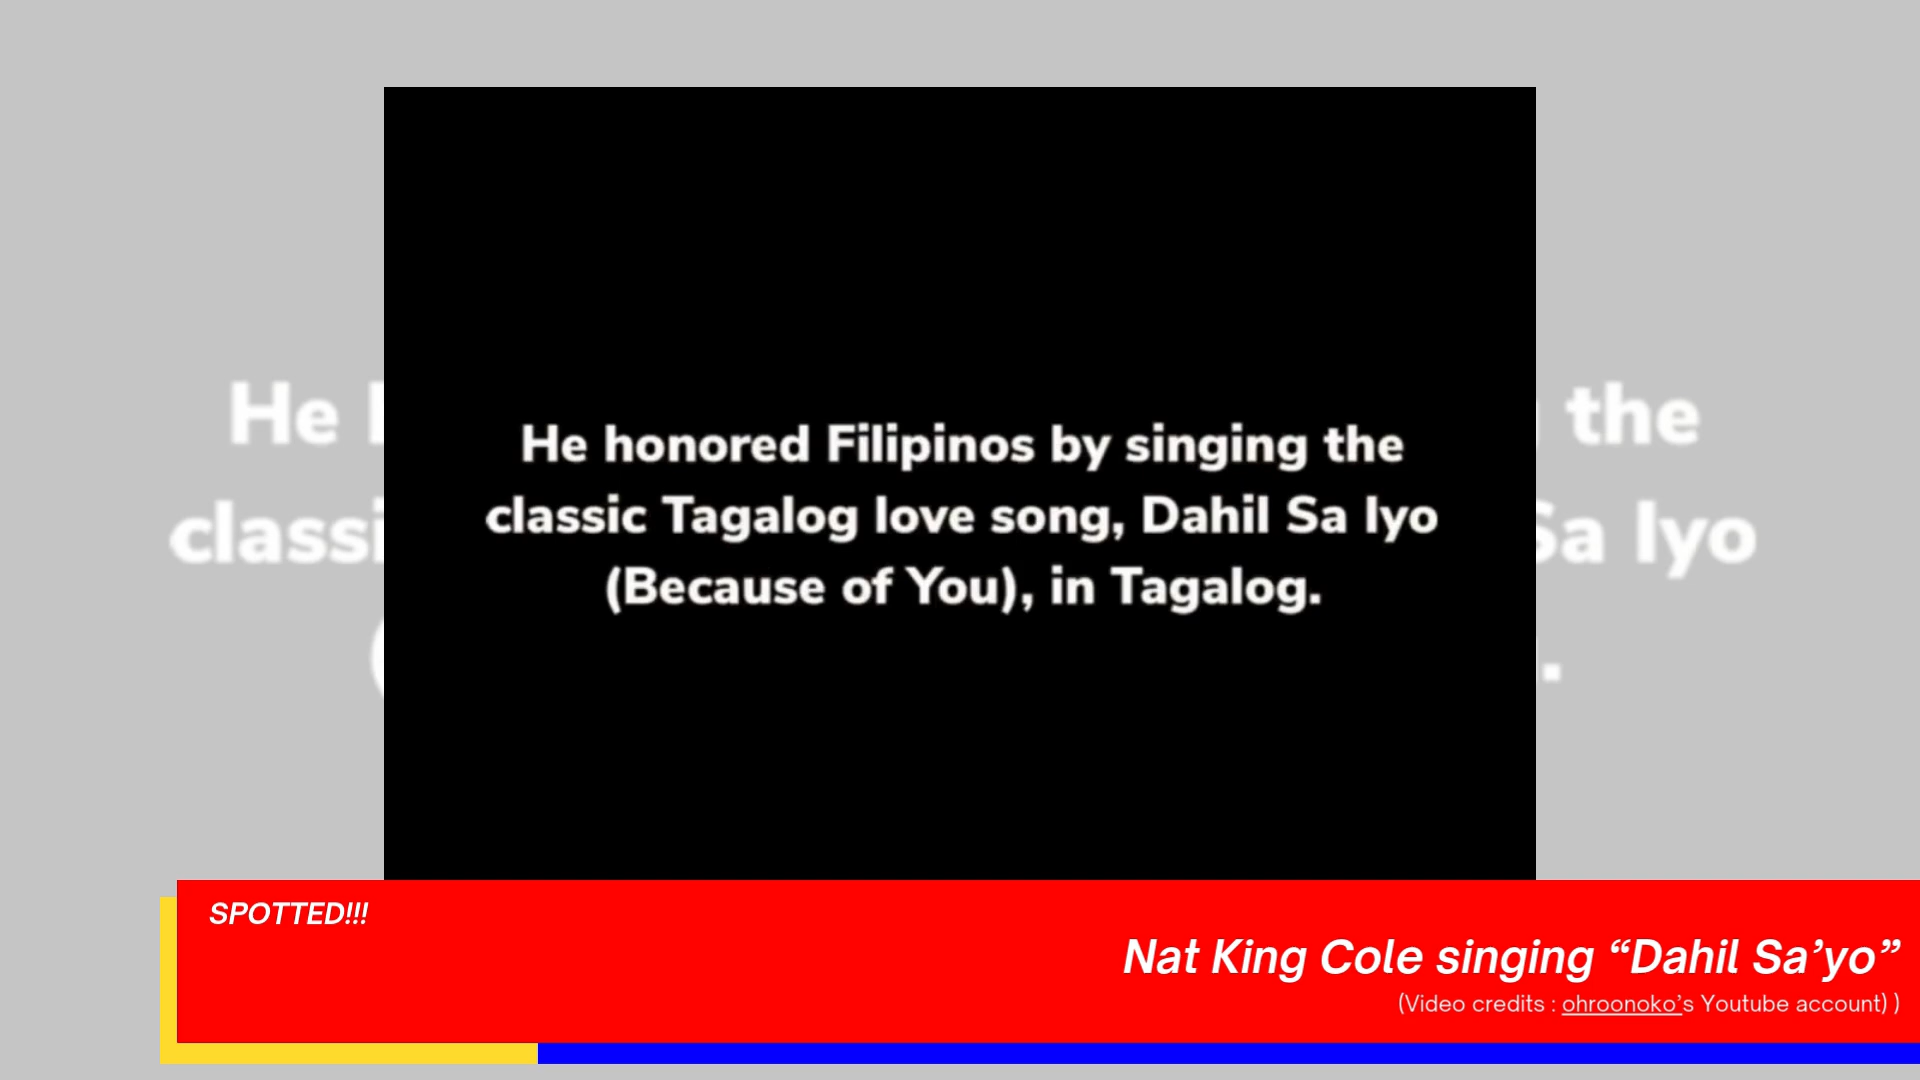 He honored Filipinos by singing the
classic Tagalog love song, Dahil Sa Iyo
(Because of You), in Tagalog.
SPOTTED!!!
Nat King Cole singing “Dahil Sa’yo”
(Video credits : ohroonoko’s Youtube account) )